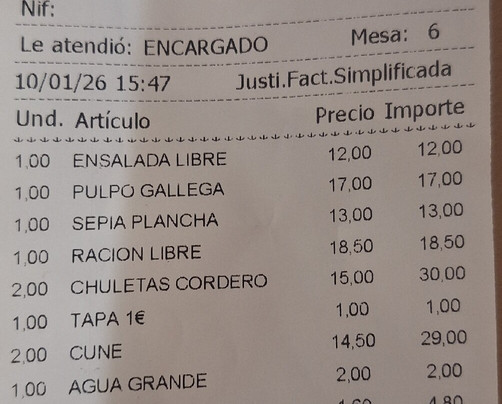 Nif:
Le atendió: ENCARGADO Mesa: 6
10/01/26 15:47 Justi.Fact.Simplificada
Und. Artículo Precio Importe
1,00 ENSALADA LIBRE 12,00 12,00
1,00 PULPO GALLEGA 17,00 17,00
1,00 SEPIA PLANCHA 13,00 13,00
1,00 RACION LIBRE 18,50 18,50
2,00 CHULETAS CORDERO 15,00 30,00
1,00 TAPA 1€ 1,00 1,00
2,00 CUNE 14,50 29,00
1,00 AGUA GRANDE 2,00 2,00
1,60 4,80